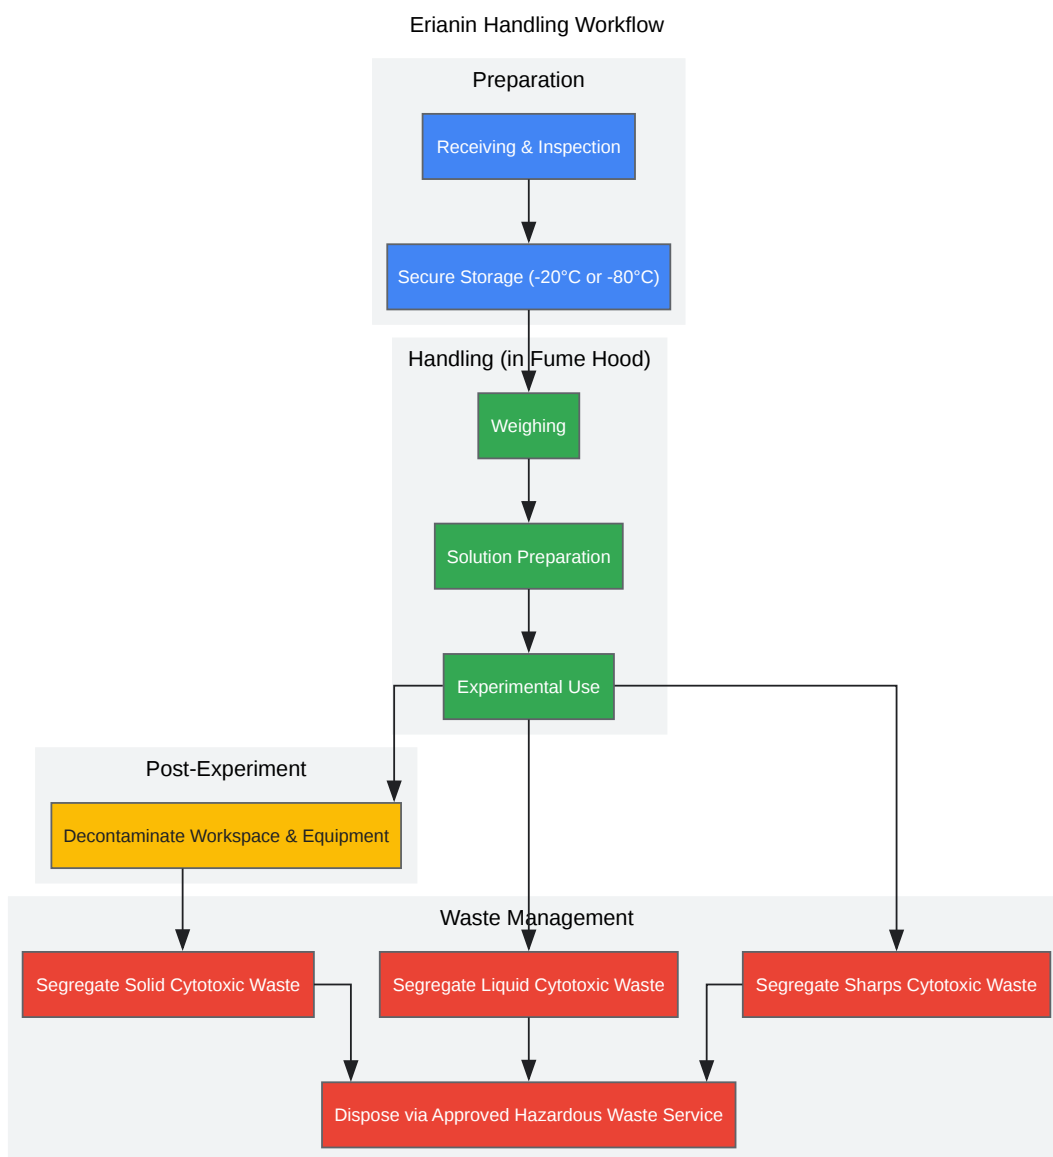 Erianin Handling Workflow
Preparation
Receiving & Inspection
Secure Storage (-20°C or -80°C)
Handling (in Fume Hood)
Weighing
Solution Preparation
Experimental Use
Post-Experiment
Decontaminate Workspace & Equipment
Waste Management
Segregate Solid Cytotoxic Waste
Segregate Liquid Cytotoxic Waste
Segregate Sharps Cytotoxic Waste
Dispose via Approved Hazardous Waste Service